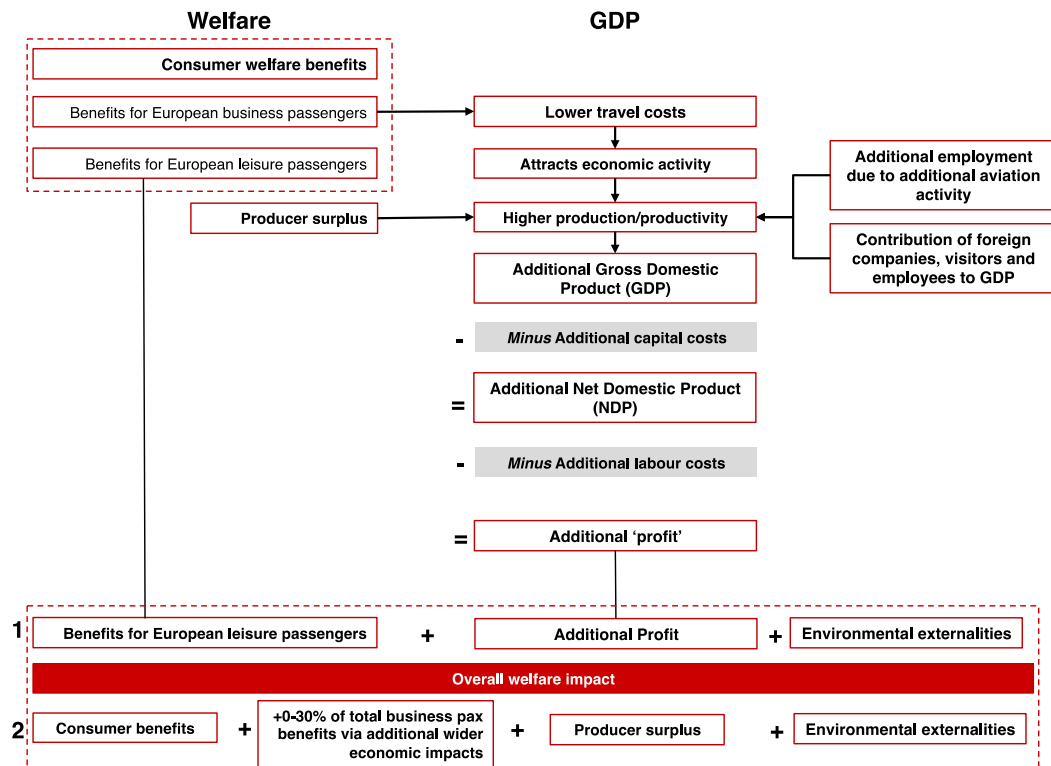 Welfare
GDP
Consumer welfare benefits
Benefits for European business passengers
Lower travel costs
Benefits for European leisure passengers
Attracts economic activity
Additional employment
due to additional aviation
activity
Producer surplus
Higher production/productivity
Contribution of foreign
companies, visitors and
employees to GDP
Additional Gross Domestic
Product (GDP)
- Minus Additional capital costs
= Additional Net Domestic Product
(NDP)
- Minus Additional labour costs
= Additional ‘profit’
1 Benefits for European leisure passengers + Additional Profit + Environmental externalities
Overall welfare impact
2 Consumer benefits + +0-30% of total business pax
benefits via additional wider
economic impacts
+ Producer surplus + Environmental externalities